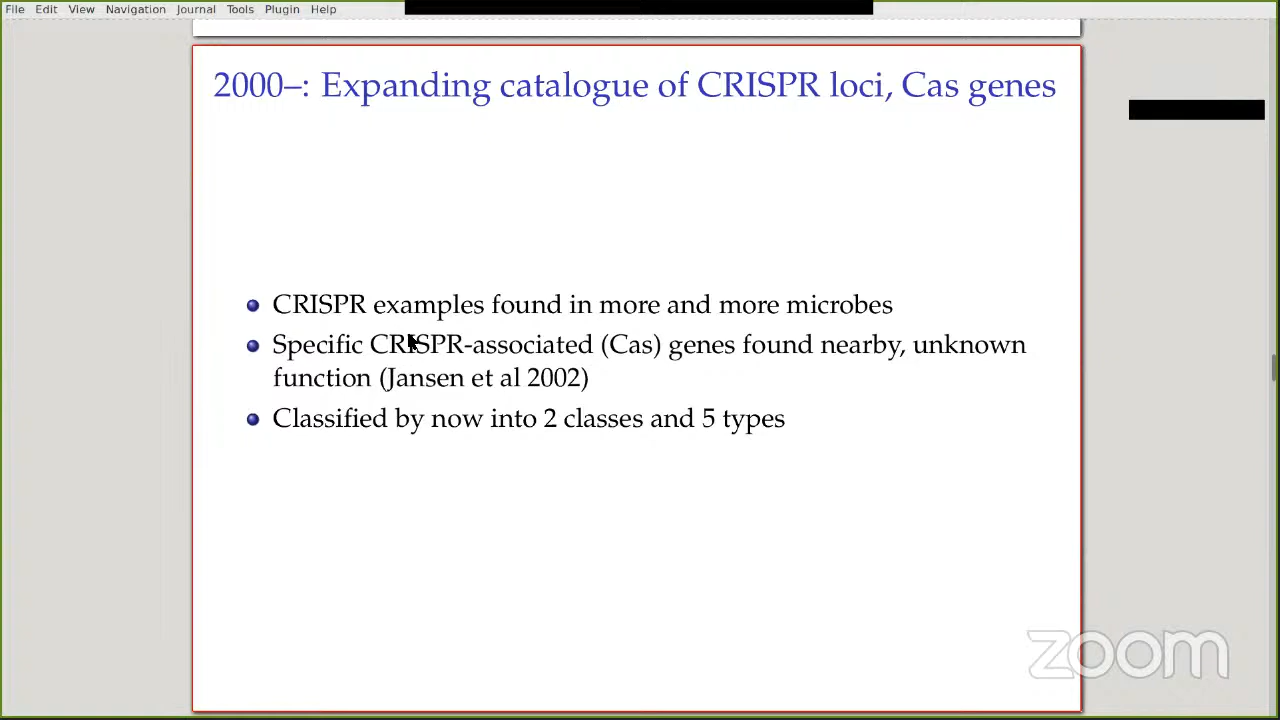 File Edit View Navigation Journal Tools Plugin Help
2000–: Expanding catalogue of CRISPR loci, Cas genes
CRISPR examples found in more and more microbes
Specific CRISPR-associated (Cas) genes found nearby, unknown
function (Jansen et al 2002)
Classified by now into 2 classes and 5 types
zoom